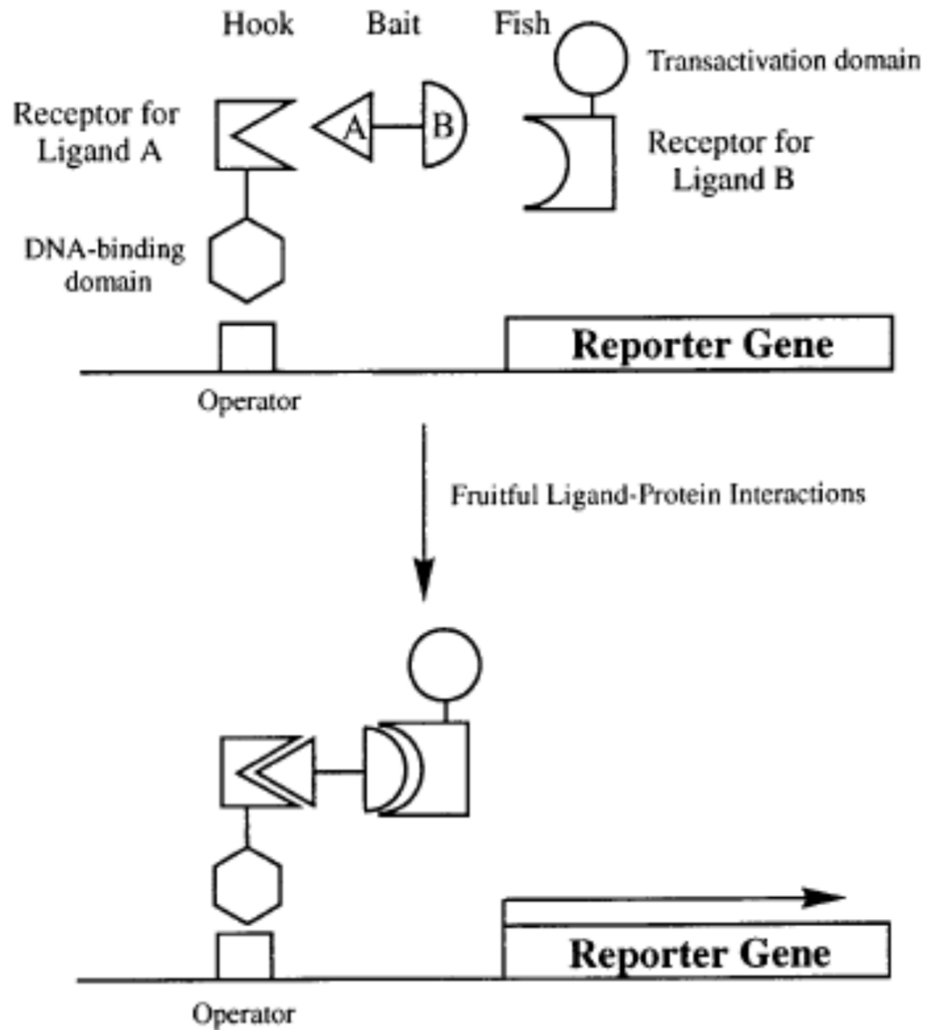 Hook Bait Fish
Transactivation domain
Receptor for
Ligand A
A B
Receptor for
Ligand B
DNA-binding
domain
Reporter Gene
Operator
Fruitful Ligand-Protein Interactions
Reporter Gene
Operator